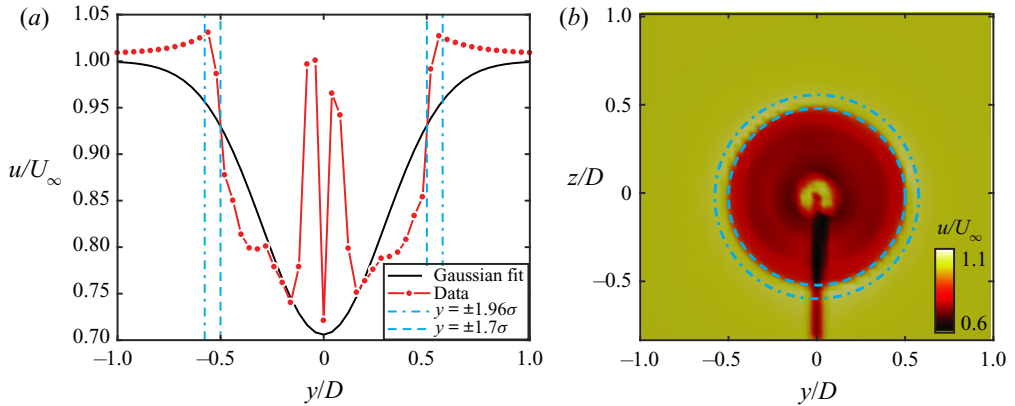 (a)
1.05
1.00
0.95
0.90
0.85
0.80
0.75
0.70
u/U∞
Gaussian fit
Data
y = ±1.96σ
y = ±1.7σ
−1.0 −0.5 0 0.5 1.0
y/D
(b)
1.0
0.5
z/D
0
−0.5
u/U∞
1.1
0.6
−1.0 −0.5 0 0.5 1.0
y/D